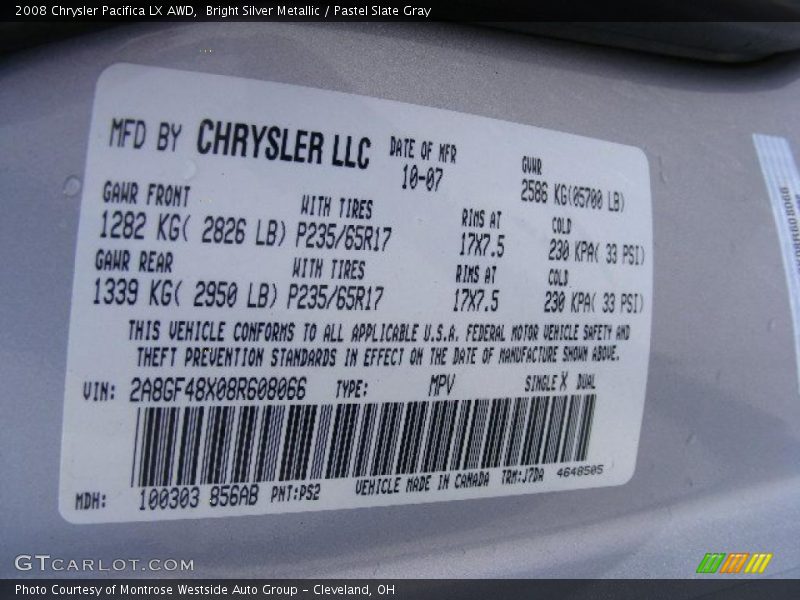 2008 Chrysler Pacifica LX AWD, Bright Silver Metallic / Pastel Slate Gray
MFD BY CHRYSLER LLC DATE OF MFR GVWR
10-07 2586 KG(05700 LB)
GAWR FRONT WITH TIRES RIMS AT COLD
1282 KG( 2826 LB) P235/65R17 17X7.5 230 KPA( 33 PSI)
GAWR REAR WITH TIRES RIMS AT COLD
1339 KG( 2950 LB) P235/65R17 17X7.5 230 KPA( 33 PSI)
THIS VEHICLE CONFORMS TO ALL APPLICABLE U.S.A. FEDERAL MOTOR VEHICLE SAFETY AND
THEFT PREVENTION STANDARDS IN EFFECT ON THE DATE OF MANUFACTURE SHOWN ABOVE.
VIN: 2A8GF48X08R608066 TYPE: MPV SINGLE X DUAL
MDH: 100303 856AB PNT:PS2 VEHICLE MADE IN CANADA TRM:J7DA 4648505
GTCARLOT.COM
Photo Courtesy of Montrose Westside Auto Group - Cleveland, OH